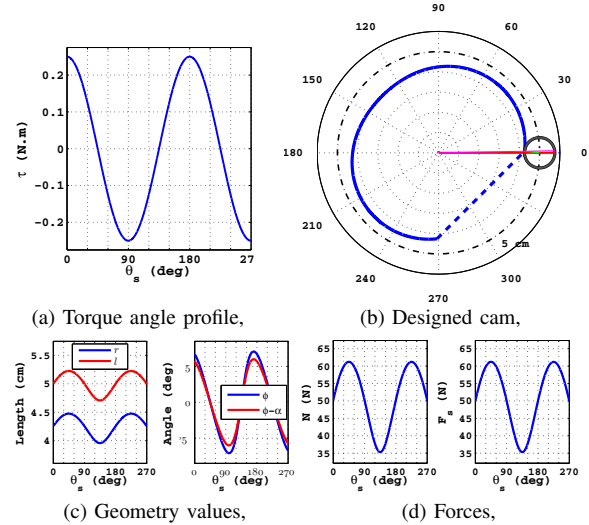 τ (N.m)
0.2
0.1
0
−0.1
−0.2
0 90 180 27
θs (deg)
(a) Torque angle profile,
90
120 60
150 30
180 0
210
240 300
270
5 cm
(b) Designed cam,
Length (cm)
5.5
5
4.5
4
r
l
0 90 180 270
θs (deg)
Angle (deg)
5
0
φ
φ−α
0 90 180 270
θs (deg)
(c) Geometry values,
N (N)
65
60
55
50
45
40
35
0 90 180 270
θs (deg)
Fs (N)
65
60
55
50
45
40
35
0 90 180 270
θs (deg)
(d) Forces,